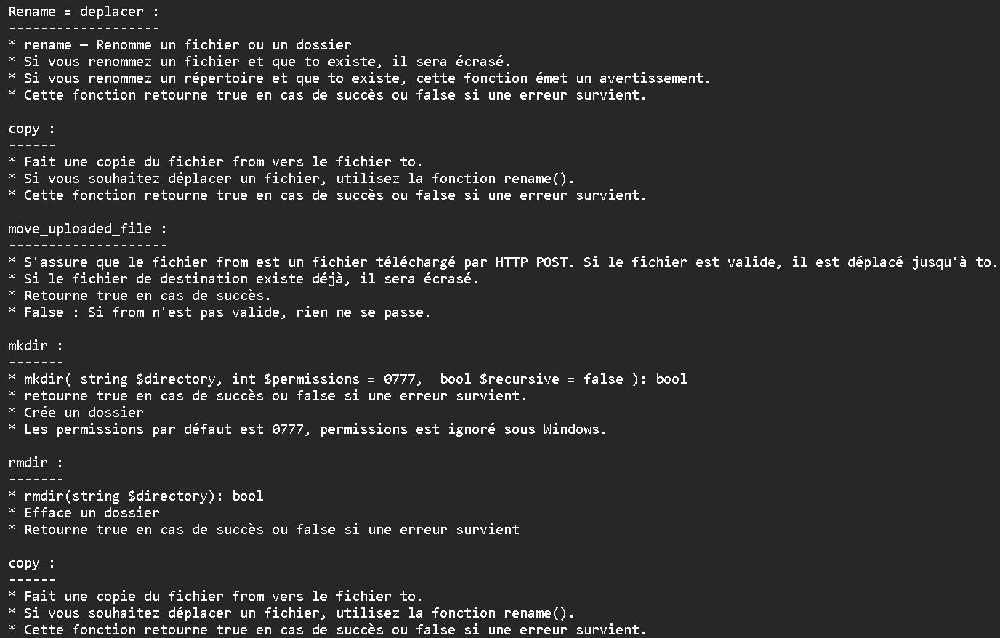 Rename = deplacer :
-------------------
* rename — Renomme un fichier ou un dossier
* Si vous renommez un fichier et que to existe, il sera écrasé.
* Si vous renommez un répertoire et que to existe, cette fonction émet un avertissement.
* Cette fonction retourne true en cas de succès ou false si une erreur survient.

copy :
------
* Fait une copie du fichier from vers le fichier to.
* Si vous souhaitez déplacer un fichier, utilisez la fonction rename().
* Cette fonction retourne true en cas de succès ou false si une erreur survient.

move_uploaded_file :
--------------------
* S'assure que le fichier from est un fichier téléchargé par HTTP POST. Si le fichier est valide, il est déplacé jusqu'à to.
* Si le fichier de destination existe déjà, il sera écrasé.
* Retourne true en cas de succès.
* False : Si from n'est pas valide, rien ne se passe.

mkdir :
-------
* mkdir( string $directory, int $permissions = 0777,  bool $recursive = false ): bool
* retourne true en cas de succès ou false si une erreur survient.
* Crée un dossier
* Les permissions par défaut est 0777, permissions est ignoré sous Windows.

rmdir :
-------
* rmdir(string $directory): bool
* Efface un dossier
* Retourne true en cas de succès ou false si une erreur survient

copy :
------
* Fait une copie du fichier from vers le fichier to.
* Si vous souhaitez déplacer un fichier, utilisez la fonction rename().
* Cette fonction retourne true en cas de succès ou false si une erreur survient.